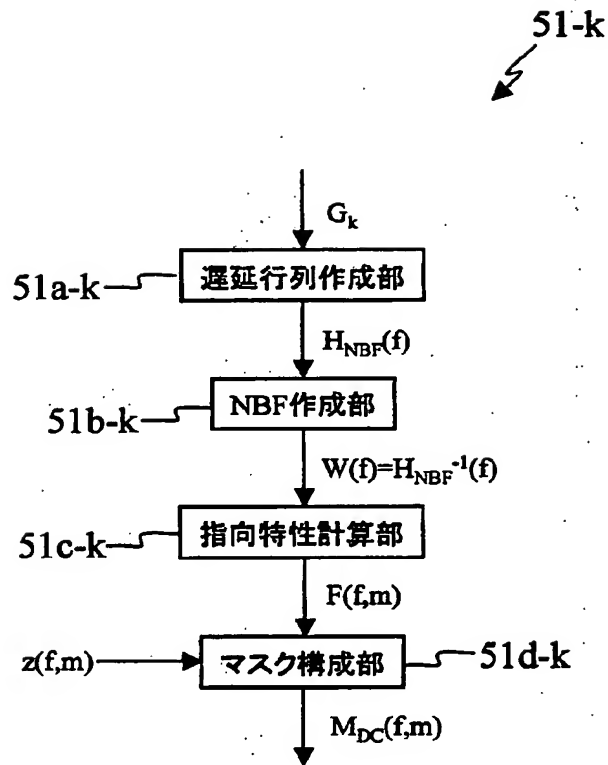 51-k
G_k
51a-k
遅延行列作成部
H_NBF(f)
51b-k
NBF作成部
W(f)=H_NBF^-1(f)
51c-k
指向特性計算部
F(f,m)
z(f,m)
マスク構成部
51d-k
M_DC(f,m)